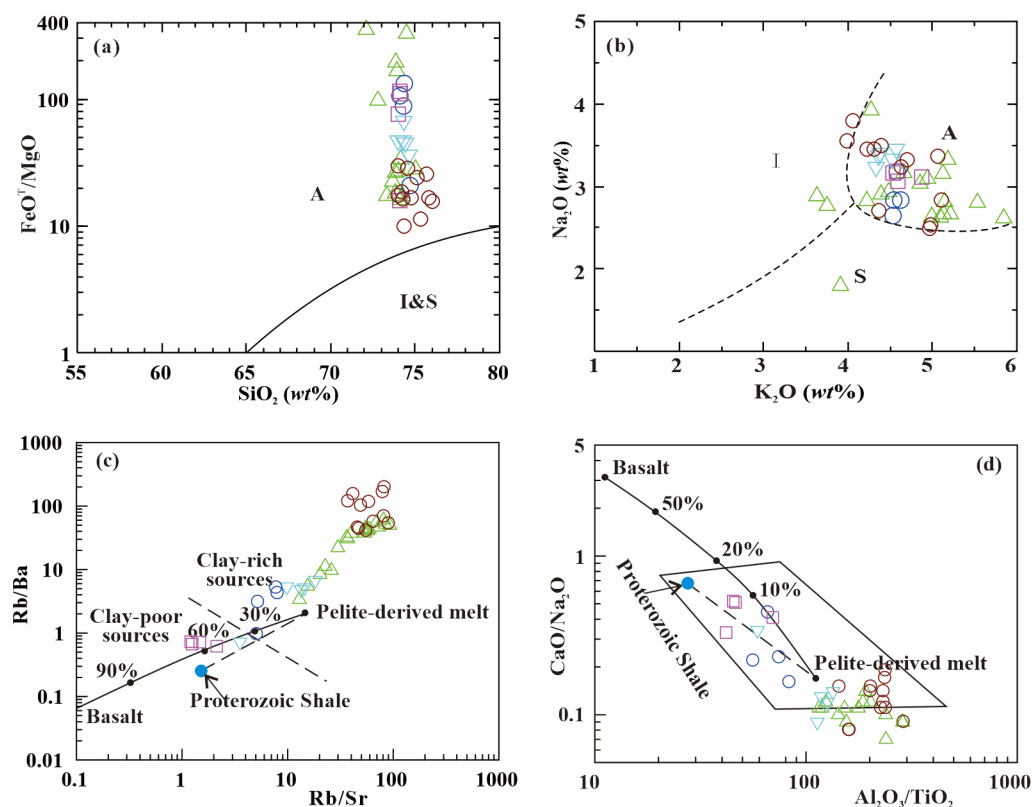 (a)
400
100
10
1
FeOᵀ/MgO
A
I&S
55
60
65
70
75
80
SiO₂ (wt%)
(b)
5
4
3
2
1
Na₂O (wt%)
I
A
S
1
2
3
4
5
6
K₂O (wt%)
(c)
1000
100
10
1
0.1
0.01
Rb/Ba
Clay-rich
sources
Clay-poor
sources
30%
Pelite-derived melt
60%
90%
Proterozoic Shale
Basalt
0.1
1
10
100
1000
Rb/Sr
(d)
5
1
0.1
CaO/Na₂O
Basalt
50%
20%
10%
Proterozoic
Shale
Pelite-derived melt
10
100
1000
Al₂O₃/TiO₂